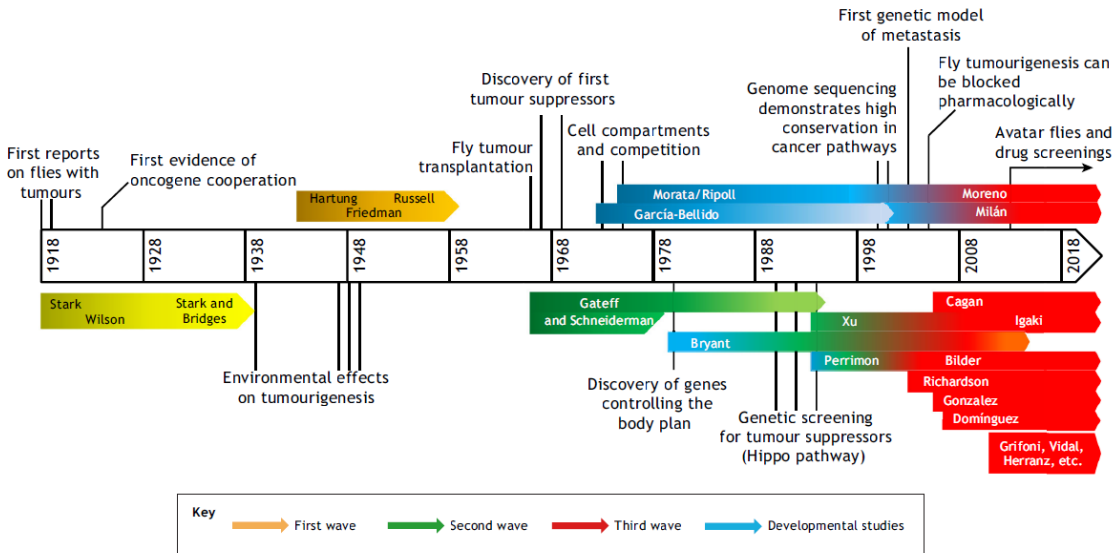 First genetic model
of metastasis
Discovery of first
tumour suppressors
Genome sequencing
demonstrates high
conservation in
cancer pathways
Fly tumourigenesis can
be blocked
pharmacologically
First reports
on flies with
tumours
First evidence of
oncogene cooperation
Fly tumour
transplantation
Cell compartments
and competition
Avatar flies and
drug screenings
Hartung Russell
Friedman
Morata/Ripoll
Moreno
García-Bellido
Milán
1918
1928
1938
1948
1958
1968
1978
1988
1998
2008
2018
Stark
Wilson
Stark and
Bridges
Gateff
and Schneiderman
Cagan
Xu
Igaki
Bryant
Perrimon
Bilder
Richardson
Gonzalez
Domínguez
Grifoni, Vidal,
Herranz, etc.
Environmental effects
on tumourigenesis
Discovery of genes
controlling the
body plan
Genetic screening
for tumour suppressors
(Hippo pathway)
Key
First wave
Second wave
Third wave
Developmental studies